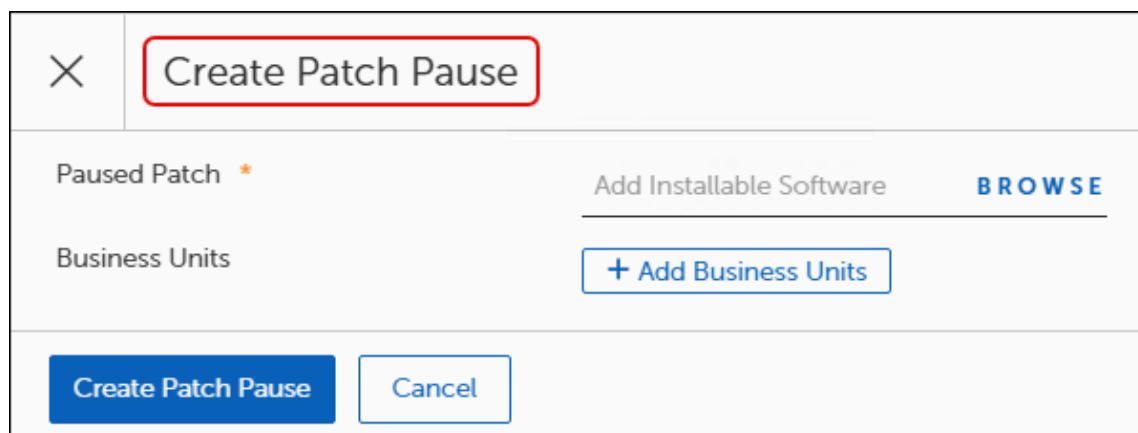 Create Patch Pause
Paused Patch *
Add Installable Software BROWSE
Business Units
+ Add Business Units
Create Patch Pause Cancel